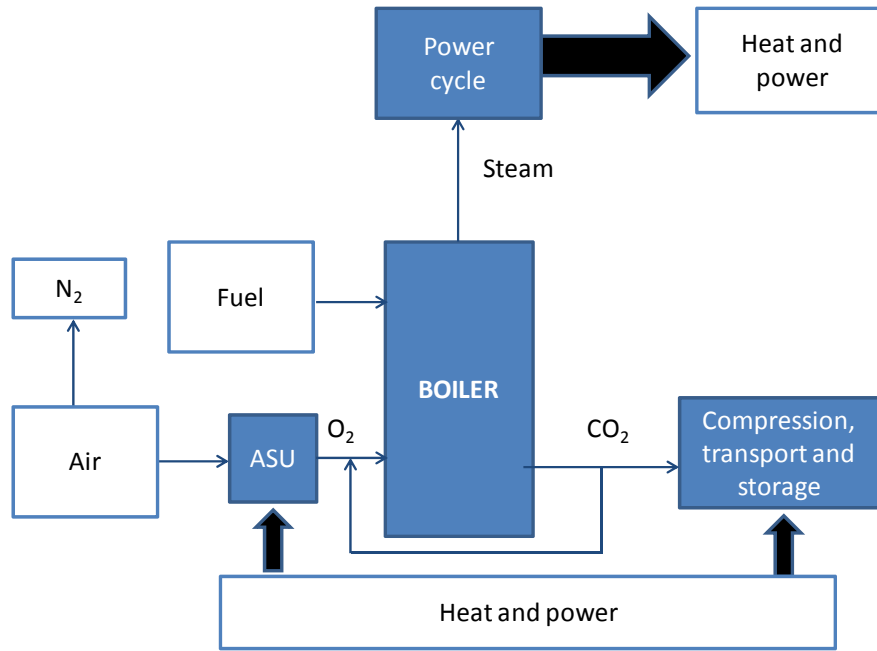 Power
cycle
Heat and
power
Steam
N₂
Fuel
BOILER
Air
ASU
O₂
CO₂
Compression,
transport and
storage
Heat and power